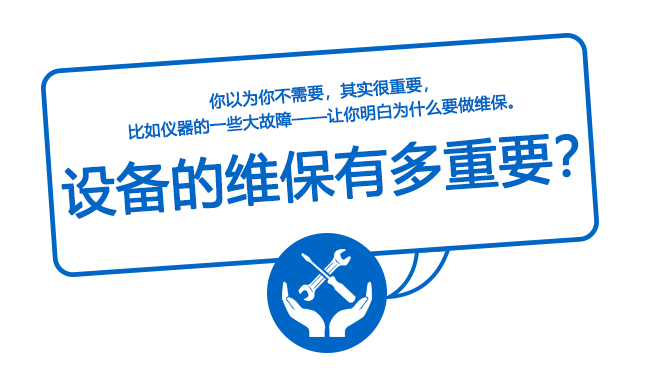 你以为你不需要，其实很重要，
比如仪器的一些大故障——让你明白为什么要做维保。
设备的维保有多重要？